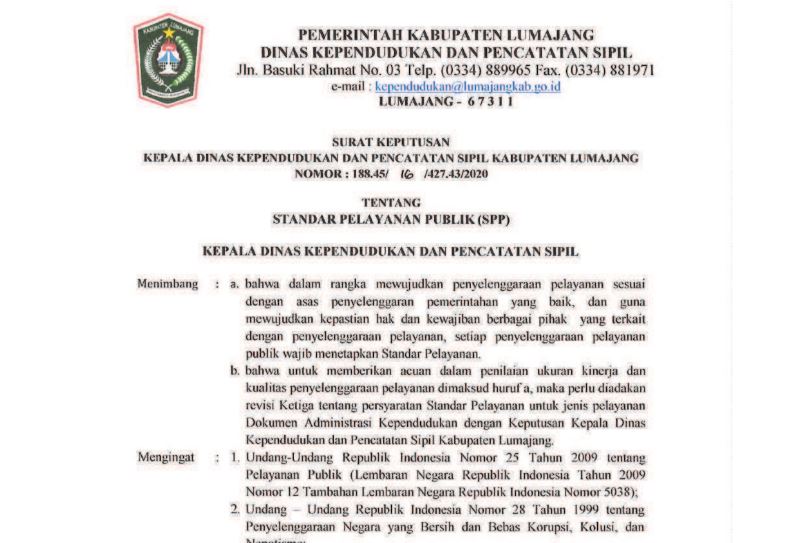 KABUPATEN LUMAJANG
PEMERINTAH KABUPATEN LUMAJANG
DINAS KEPENDUDUKAN DAN PENCATATAN SIPIL
Jln. Basuki Rahmat No. 03 Telp. (0334) 889965 Fax. (0334) 881971
e-mail : kependudukan@lumajangkab.go.id
LUMAJANG - 6 7 3 1 1
SURAT KEPUTUSAN
KEPALA DINAS KEPENDUDUKAN DAN PENCATATAN SIPIL KABUPATEN LUMAJANG
NOMOR : 188.45/ 16 /427.43/2020
TENTANG
STANDAR PELAYANAN PUBLIK (SPP)
KEPALA DINAS KEPENDUDUKAN DAN PENCATATAN SIPIL
Menimbang : a. bahwa dalam rangka mewujudkan penyelenggaraan pelayanan sesuai
dengan asas penyelenggaran pemerintahan yang baik, dan guna
mewujudkan kepastian hak dan kewajiban berbagai pihak yang terkait
dengan penyelenggaraan pelayanan, setiap penyelenggaraan pelayanan
publik wajib menetapkan Standar Pelayanan.
b. bahwa untuk memberikan acuan dalam penilaian ukuran kinerja dan
kualitas penyelenggaraan pelayanan dimaksud huruf a, maka perlu diadakan
revisi Ketiga tentang persyaratan Standar Pelayanan untuk jenis pelayanan
Dokumen Administrasi Kependudukan dengan Keputusan Kepala Dinas
Kependudukan dan Pencatatan Sipil Kabupaten Lumajang.
Mengingat : 1. Undang-Undang Republik Indonesia Nomor 25 Tahun 2009 tentang
Pelayanan Publik (Lembaran Negara Republik Indonesia Tahun 2009
Nomor 12 Tambahan Lembaran Negara Republik Indonesia Nomor 5038);
2. Undang – Undang Republik Indonesia Nomor 28 Tahun 1999 tentang
Penyelenggaraan Negara yang Bersih dan Bebas Korupsi, Kolusi, dan
Nepotisme;